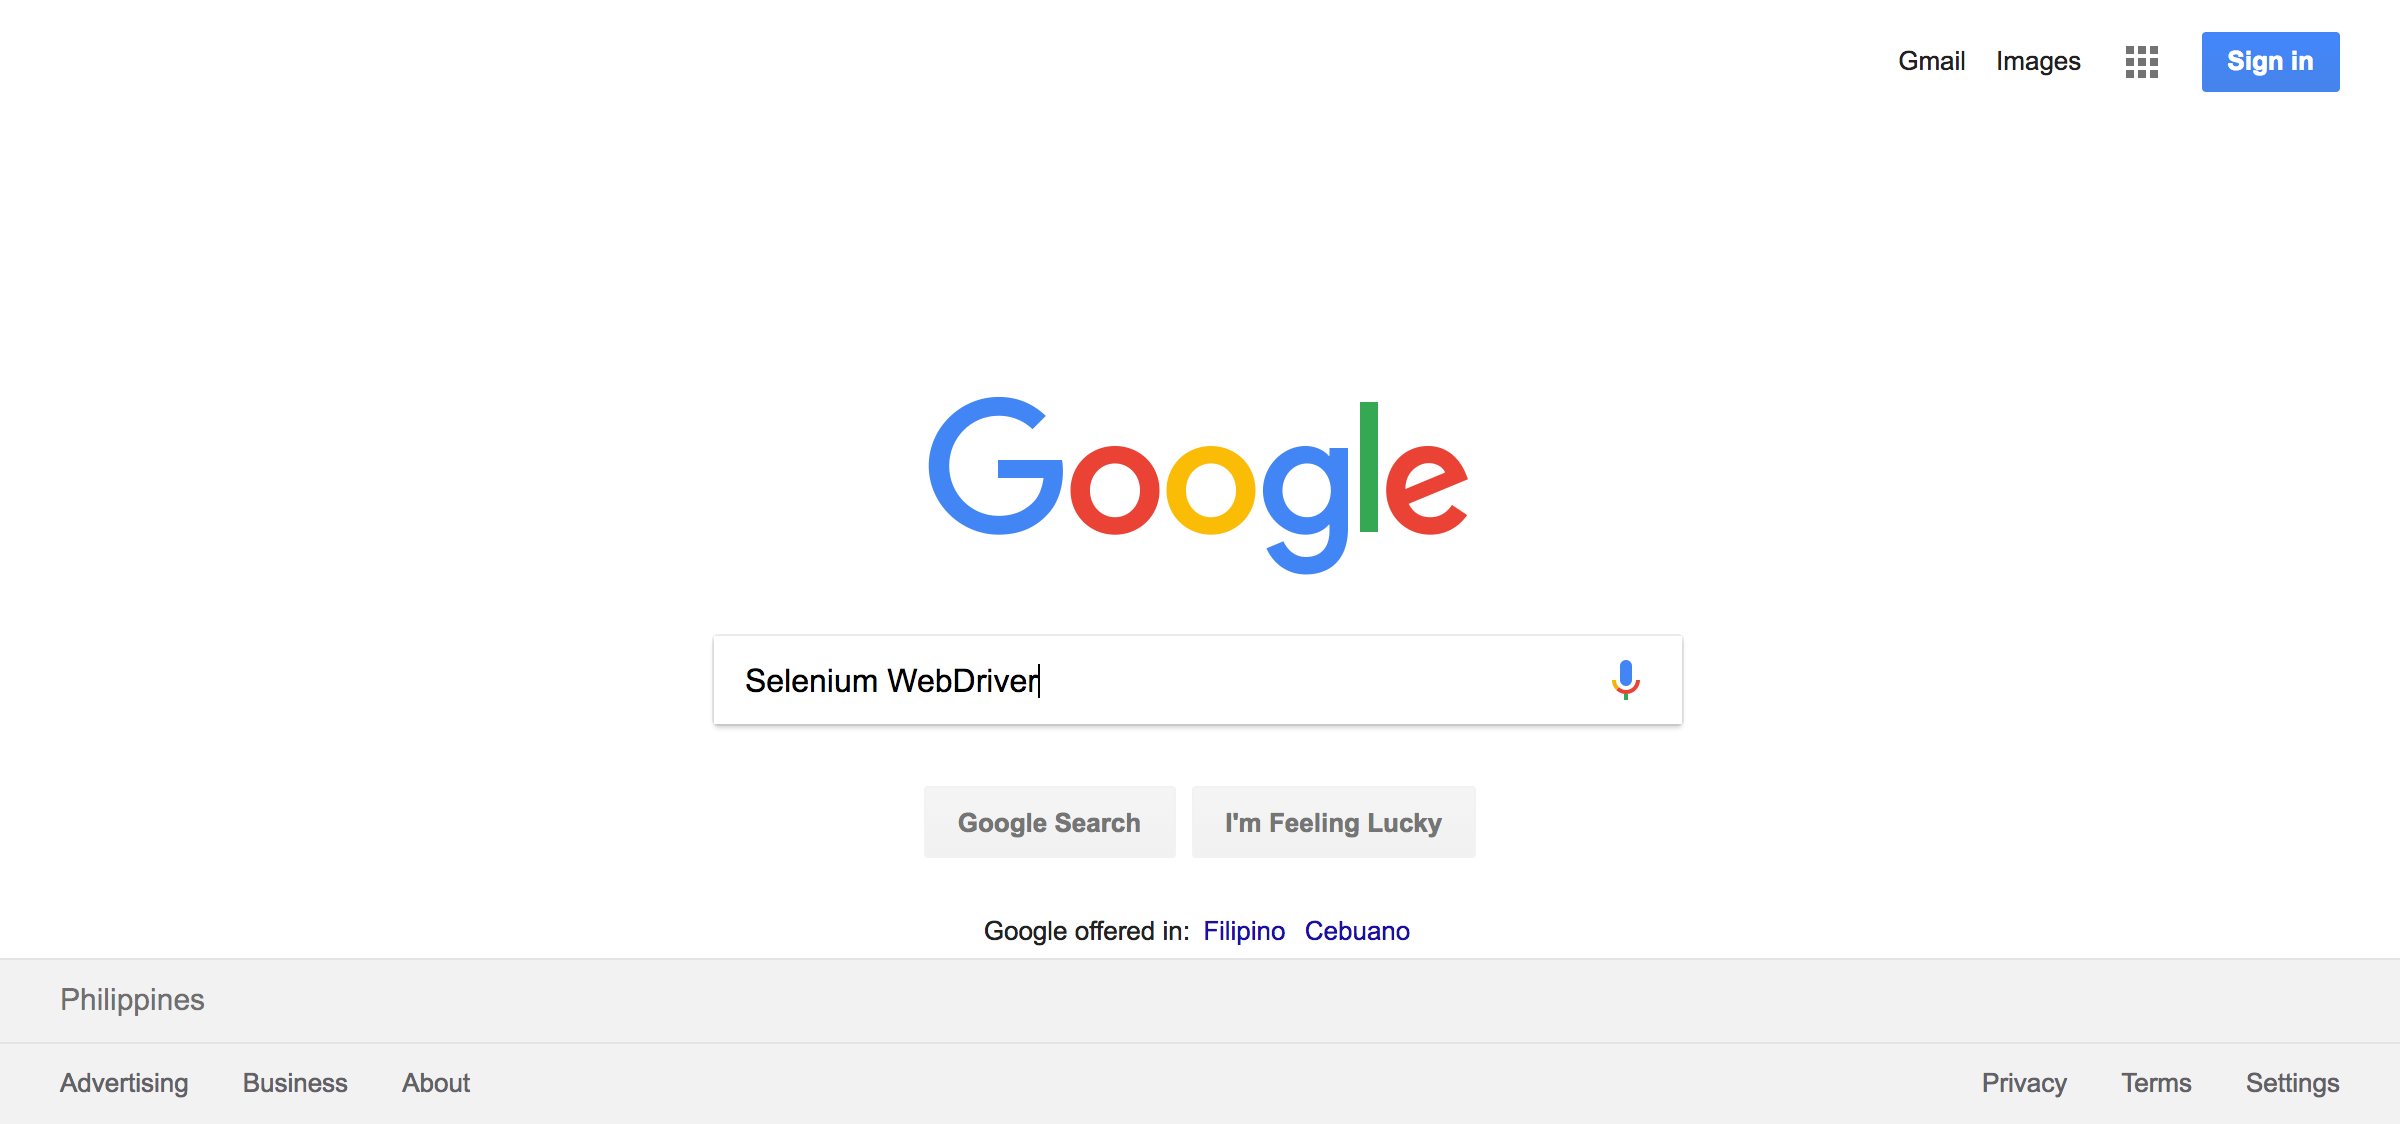 Gmail Images Sign in
Google
Selenium WebDriver
Google Search I'm Feeling Lucky
Google offered in: Filipino Cebuano
Philippines
Advertising Business About Privacy Terms Settings